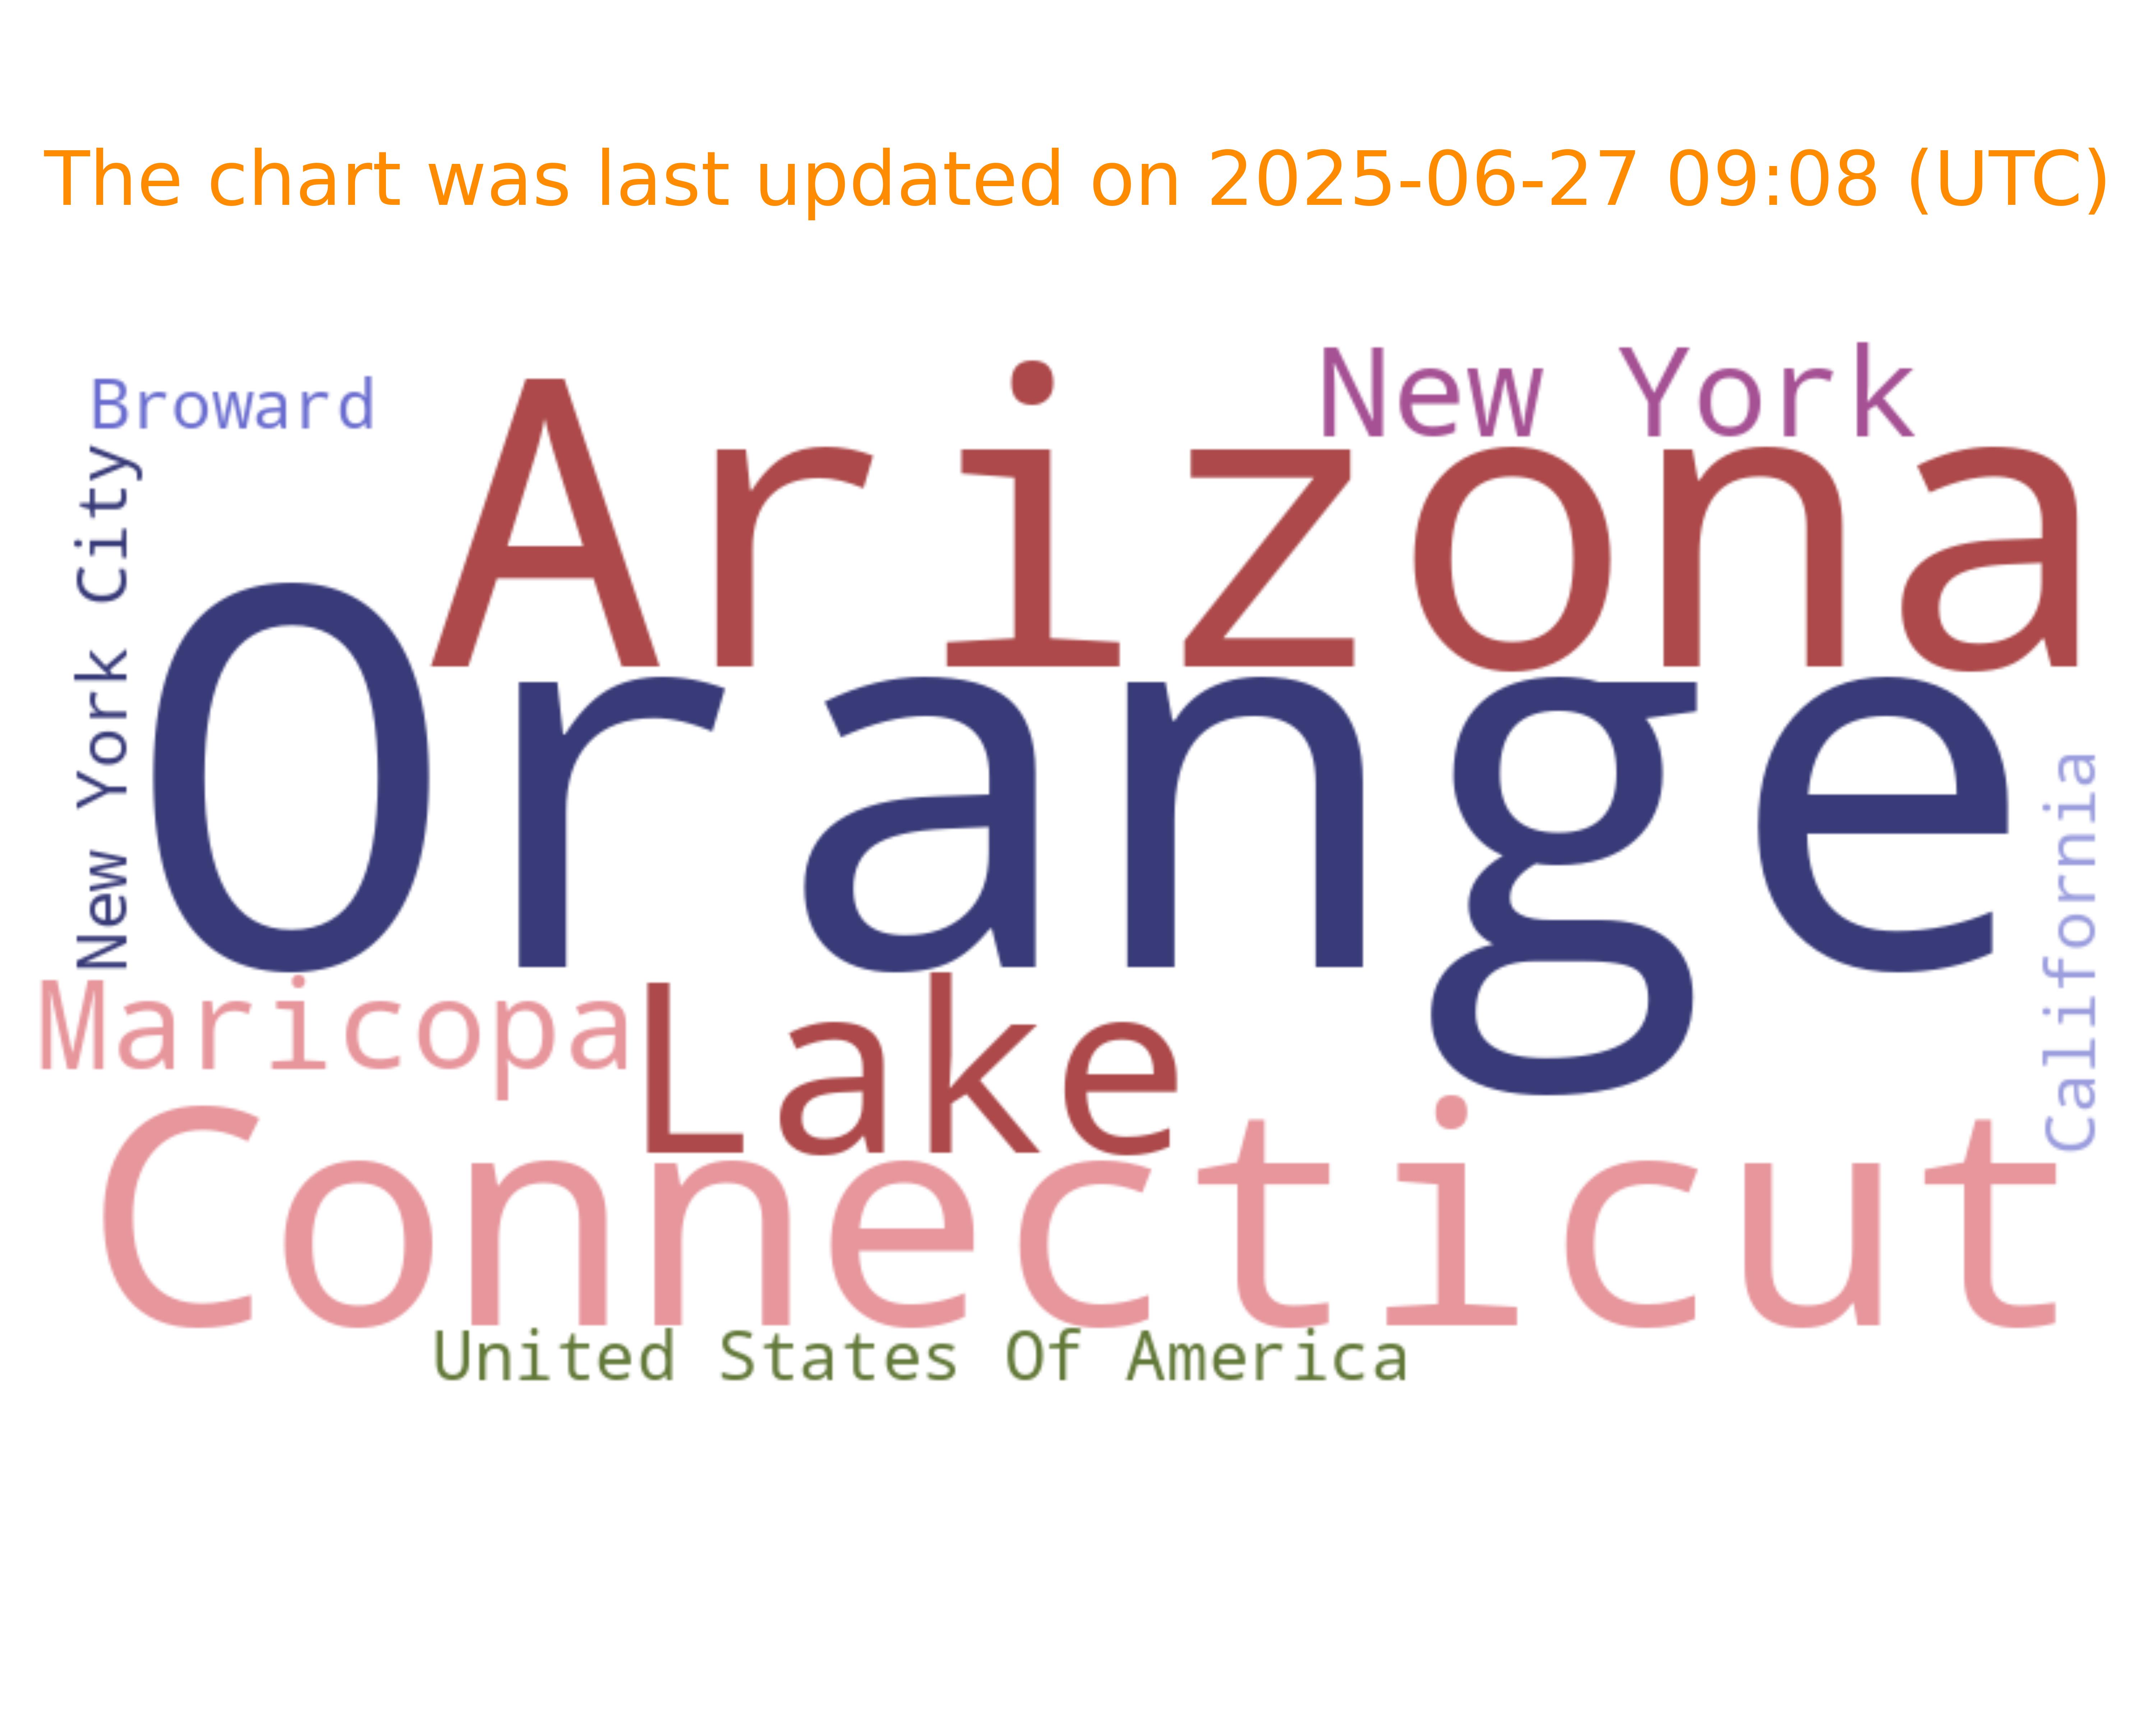 The chart was last updated on 2025-06-27 09:08 (UTC)
New York
Broward
Arizona
New York City
Orange
California
Maricopa
Lake
Connecticut
United States Of America